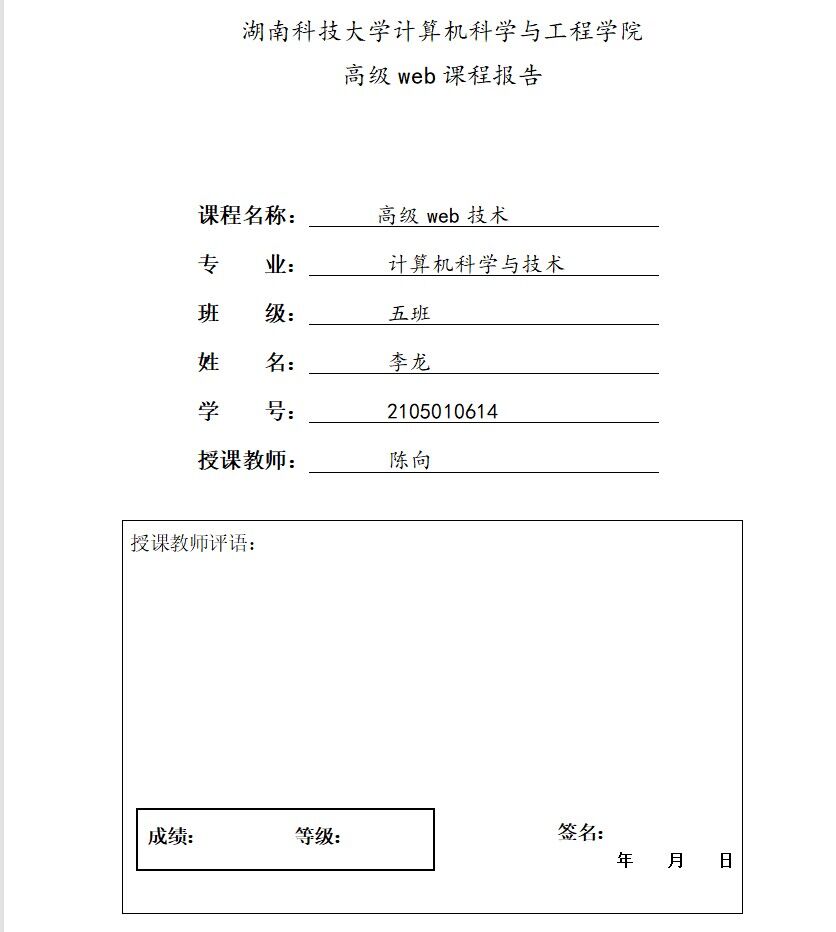 湖南科技大学计算机科学与工程学院
高级 web 课程报告
课程名称： 高级 web 技术
专 业： 计算机科学与技术
班 级： 五班
姓 名： 李龙
学 号： 2105010614
授课教师： 陈向
授课教师评语：
成绩： 等级： 签名：
年 月 日